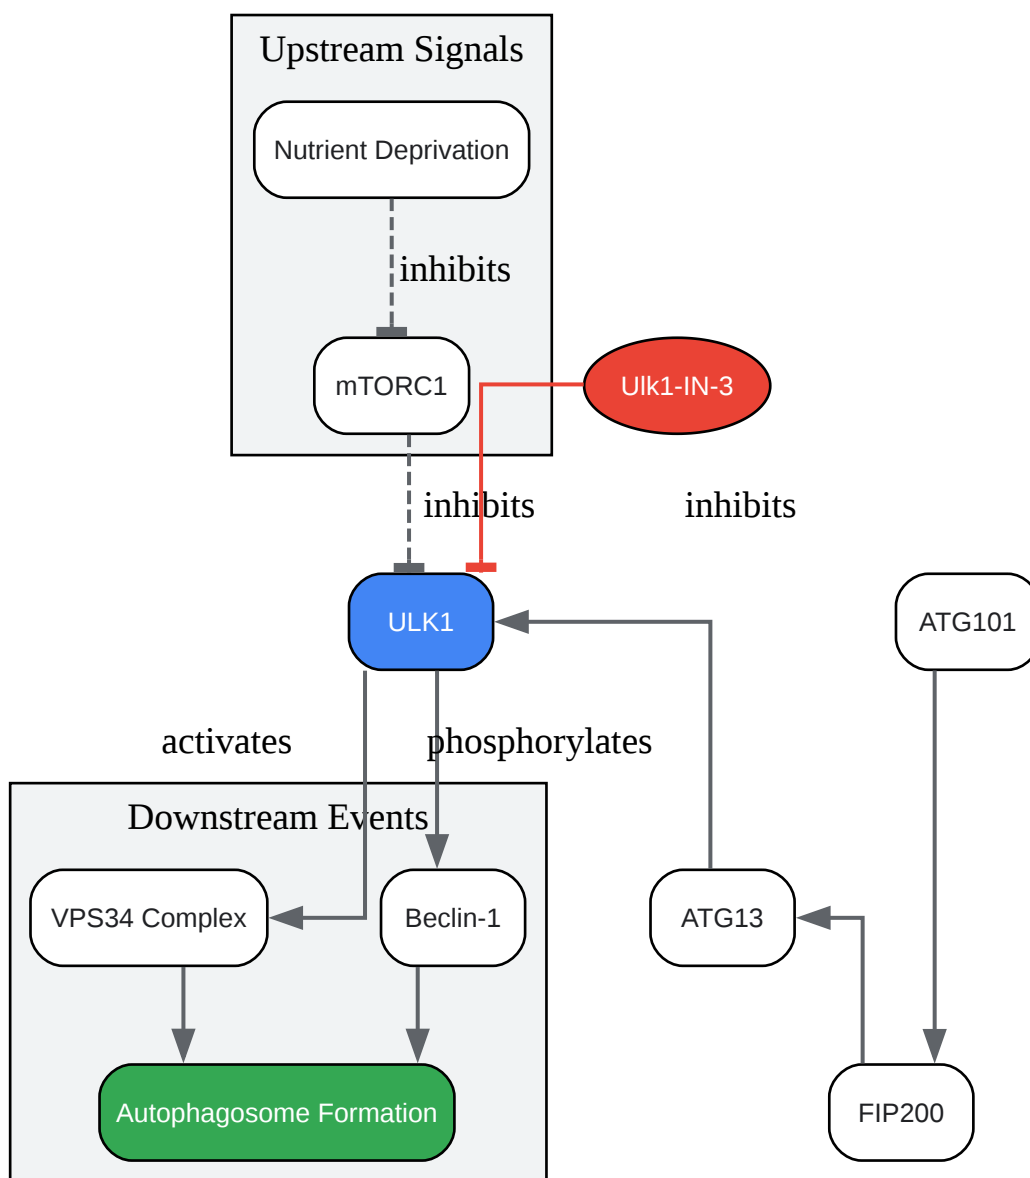 Upstream Signals
Nutrient Deprivation
inhibits
mTORC1
Ulk1-IN-3
inhibits
inhibits
ULK1
ATG101
activates
phosphorylates
Downstream Events
VPS34 Complex
Beclin-1
ATG13
Autophagosome Formation
FIP200